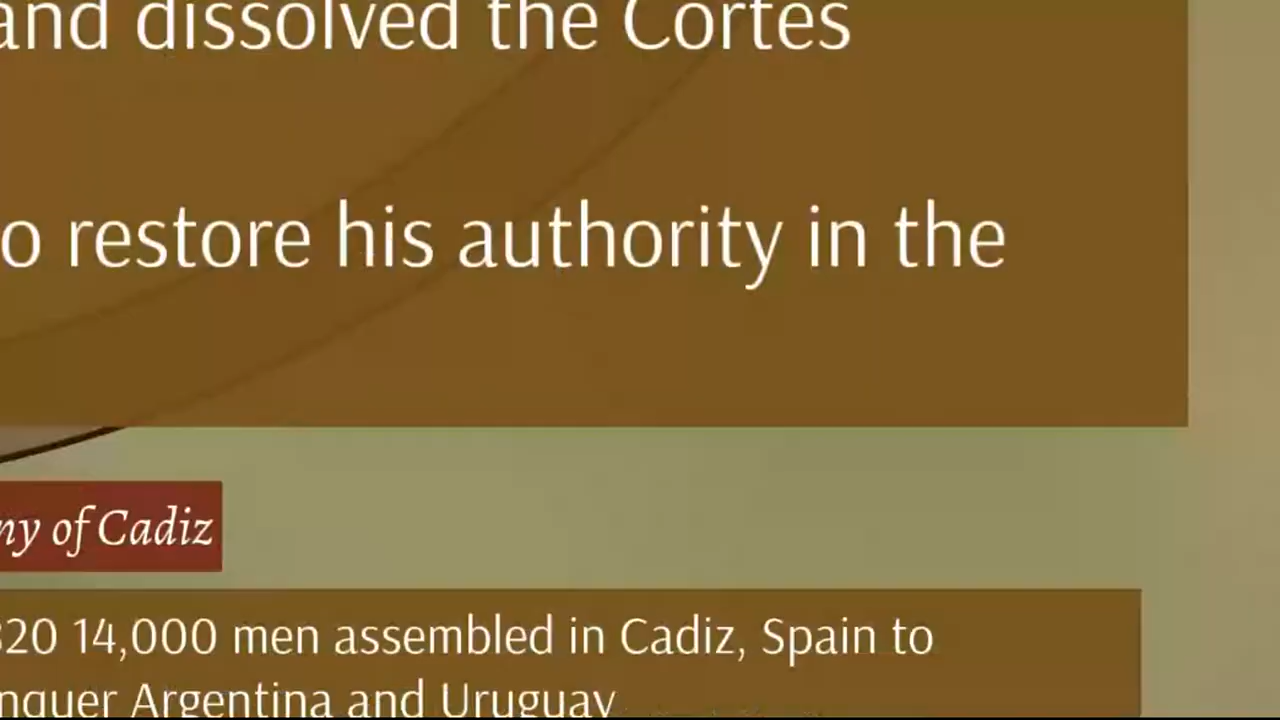 and dissolved the Cortes
o restore his authority in the
ny of Cadiz
820 14,000 men assembled in Cadiz, Spain to
nquer Argentina and Uruguay